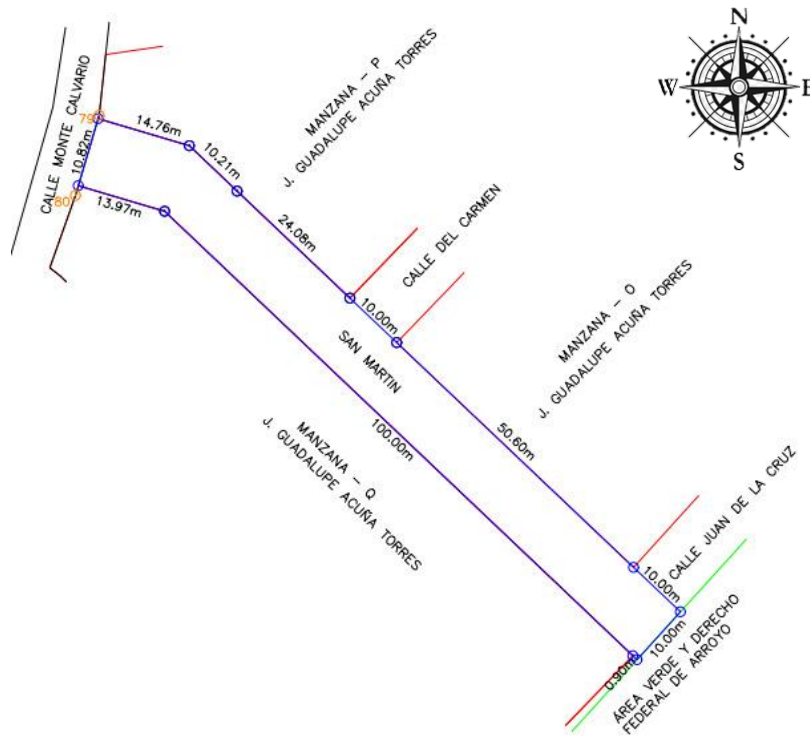 N
W
E
S
CALLE MONTE CALVARIO
79
10.82m
80
14.76m
13.97m
10.21m
MANZANA - P
J. GUADALUPE ACUÑA TORRES
24.08m
CALLE DEL CARMEN
10.00m
SAN MARTIN
MANZANA - O
J. GUADALUPE ACUÑA TORRES
100.00m
MANZANA - Q
J. GUADALUPE ACUÑA TORRES
50.60m
CALLE JUAN DE LA CRUZ
10.00m
10.00m
0.90m
ÁREA VERDE Y DERECHO
FEDERAL DE ARROYO